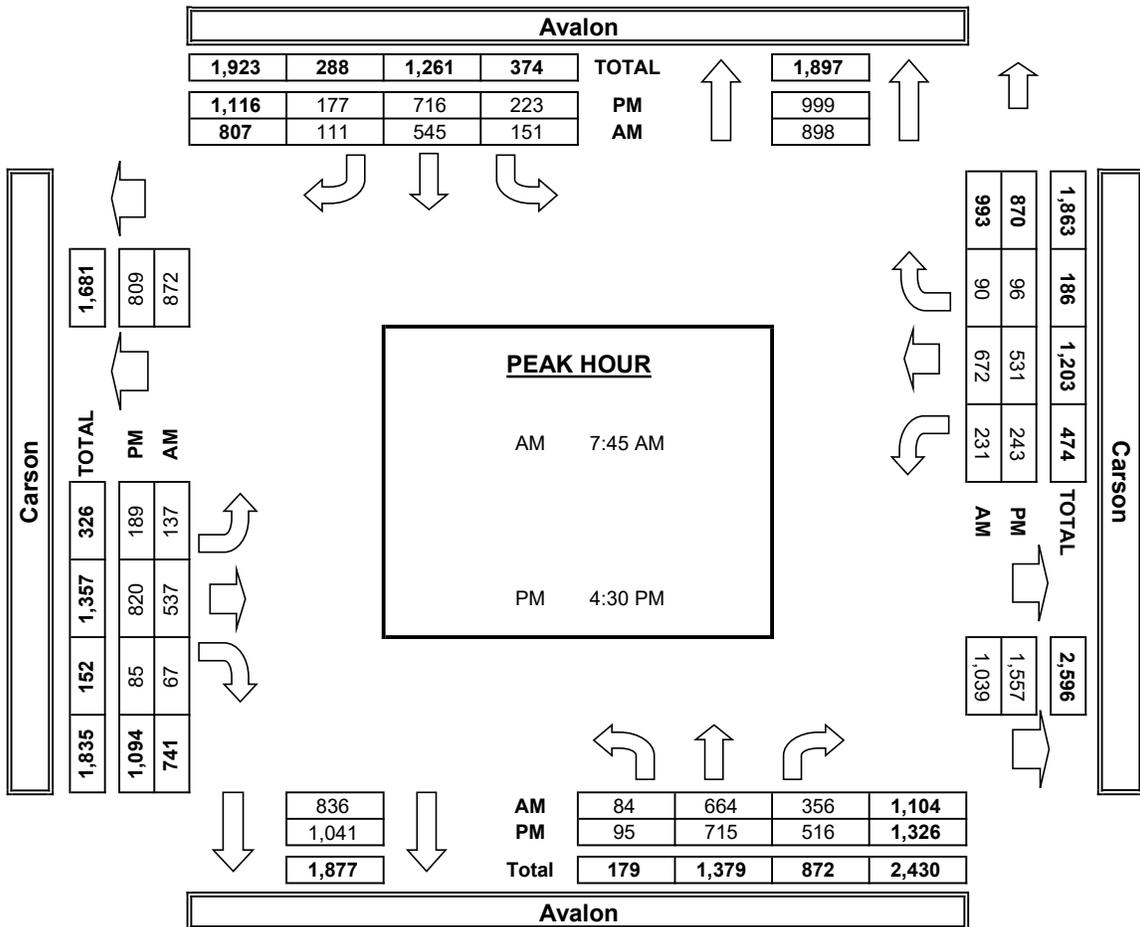 Avalon
1,923 288 1,261 374 TOTAL 1,897
1,116 177 716 223 PM 999
807 111 545 151 AM 898
Carson
1,681
809
872
TOTAL
PM
AM
326 1,357 152 1,835
189 820 85 1,094
137 537 67 741
PEAK HOUR
AM 7:45 AM
PM 4:30 PM
1,863 186 1,203 474 TOTAL 2,596
870 96 531 243 PM 1,557
993 90 672 231 AM 1,039
Carson
836 AM 84 664 356 1,104
1,041 PM 95 715 516 1,326
1,877 Total 179 1,379 872 2,430
Avalon